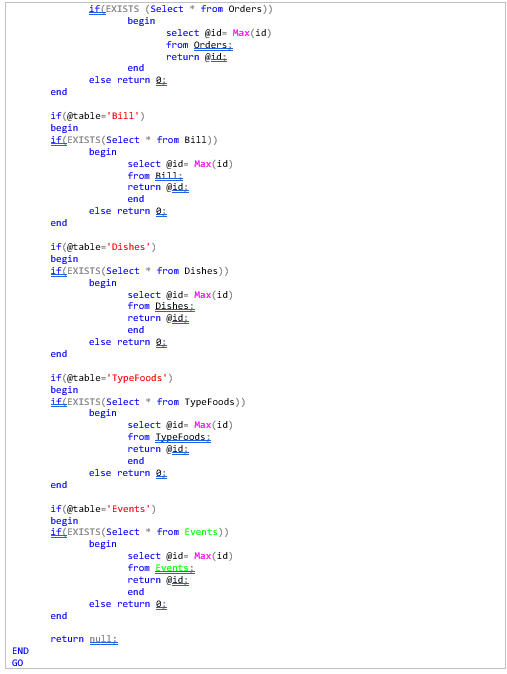 if(EXISTS (Select * from Orders))
begin
select @id= Max(id)
from Orders;
return @id;
end
else return 0;
end
if(@table='Bill')
begin
if(EXISTS(Select * from Bill))
begin
select @id= Max(id)
from Bill;
return @id;
end
else return 0;
end
if(@table='Dishes')
begin
if(EXISTS(Select * from Dishes))
begin
select @id= Max(id)
from Dishes;
return @id;
end
else return 0;
end
if(@table='TypeFoods')
begin
if(EXISTS(Select * from TypeFoods))
begin
select @id= Max(id)
from TypeFoods;
return @id;
end
else return 0;
end
if(@table='Events')
begin
if(EXISTS(Select * from Events))
begin
select @id= Max(id)
from Events;
return @id;
end
else return 0;
end
return null;
END
GO